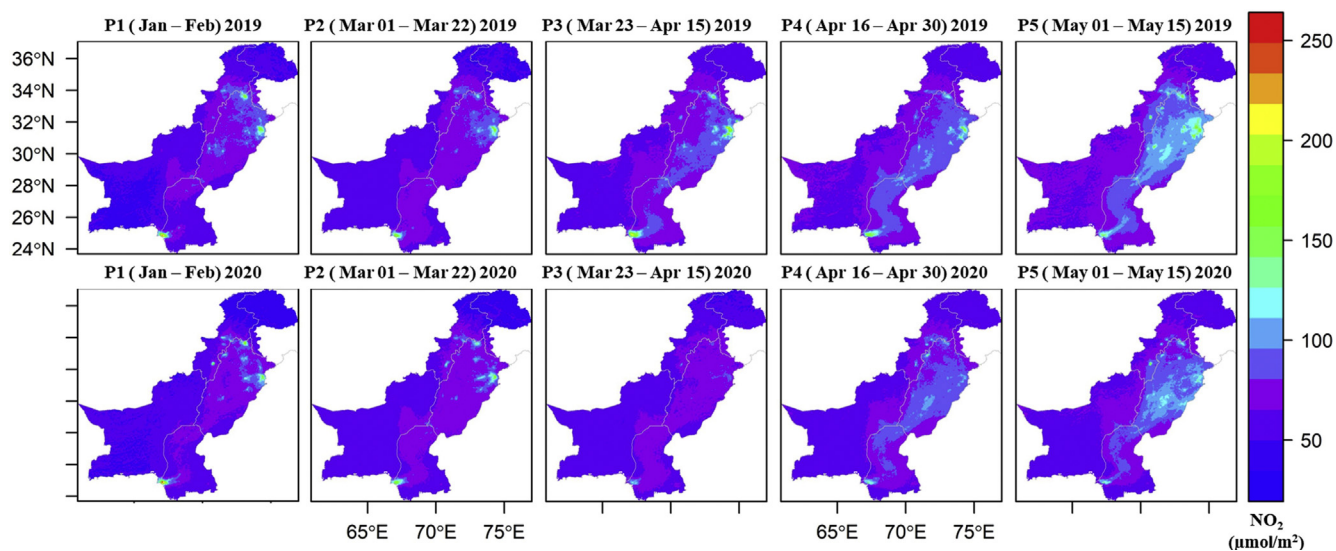 P1 ( Jan – Feb) 2019
P2 ( Mar 01 – Mar 22) 2019
P3 ( Mar 23 – Apr 15) 2019
P4 ( Apr 16 – Apr 30) 2019
P5 ( May 01 – May 15) 2019
36°N
34°N
32°N
30°N
28°N
26°N
24°N
250
200
150
100
50
P1 ( Jan – Feb) 2020
P2 ( Mar 01 – Mar 22) 2020
P3 ( Mar 23 – Apr 15) 2020
P4 ( Apr 16 – Apr 30) 2020
P5 ( May 01 – May 15) 2020
65°E 70°E 75°E
65°E 70°E 75°E
NO₂
(μmol/m²)